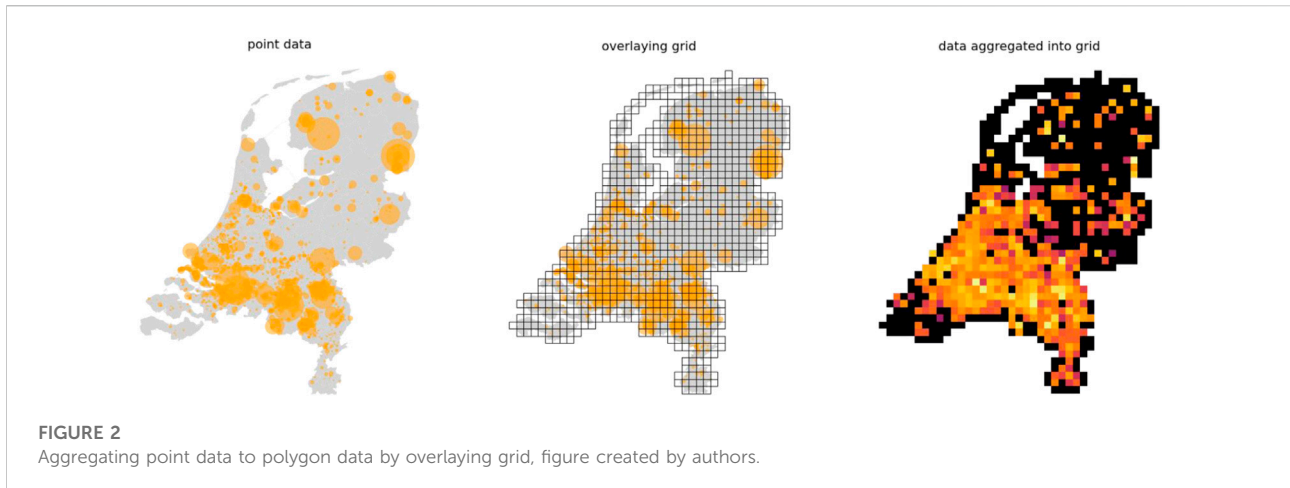 point data
overlaying grid
data aggregated into grid
FIGURE 2
Aggregating point data to polygon data by overlaying grid, figure created by authors.